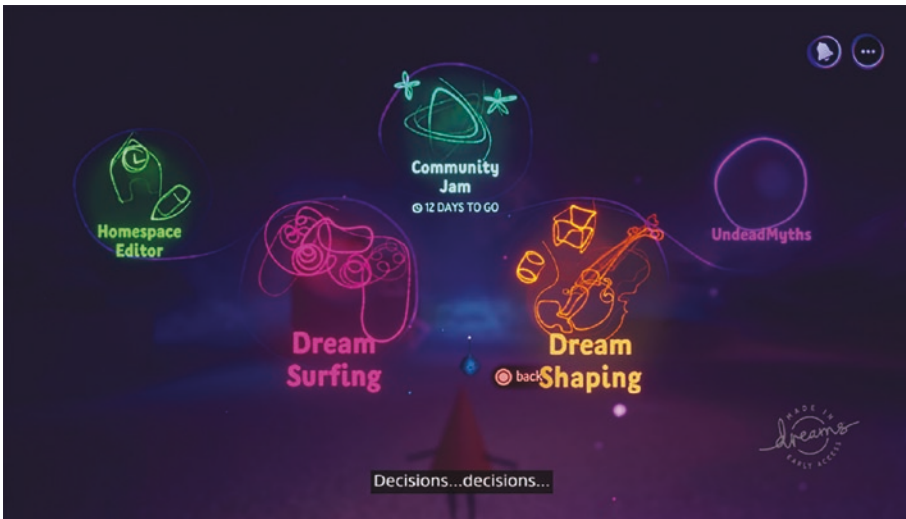 Community
Jam
12 DAYS TO GO
Homespace
Editor
UndeadMyths
Dream
Surfing
Dream
Shaping
back
MADE IN
dreams
EARLY ACCESS
Decisions...decisions...